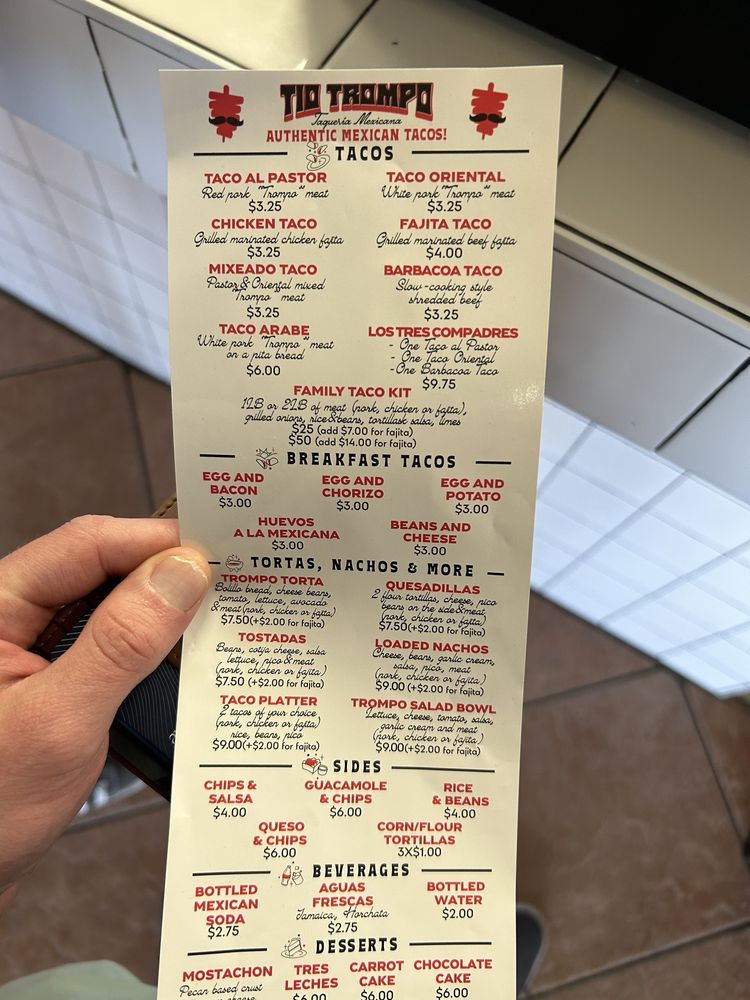 TIO TROMPO
Taqueria Mexicana
AUTHENTIC MEXICAN TACOS!
TACOS
TACO AL PASTOR
Red pork "Trompo" meat
$3.25
TACO ORIENTAL
White pork "Trompo" meat
$3.25
CHICKEN TACO
Grilled marinated chicken fajita
$3.25
FAJITA TACO
Grilled marinated beef fajita
$4.00
MIXEADO TACO
Pastor & Oriental mixed
"Trompo" meat
$3.25
BARBACOA TACO
Slow-cooking style
shredded beef
$3.25
TACO ARABE
White pork "Trompo" meat
on a pita bread
$6.00
LOS TRES COMPADRES
- One Taco al Pastor
- One Taco Oriental
- One Barbacoa Taco
$9.75
FAMILY TACO KIT
1LB or 2LB of meat (pork, chicken or fajita),
grilled onions, rice & beans, tortillas& salsa, limes
$25 (add $7.00 for fajita)
$50 (add $14.00 for fajita)
BREAKFAST TACOS
EGG AND
BACON
$3.00
EGG AND
CHORIZO
$3.00
EGG AND
POTATO
$3.00
HUEVOS
A LA MEXICANA
$3.00
BEANS AND
CHEESE
$3.00
TORTAS, NACHOS & MORE
TROMPO TORTA
Bolillo bread, cheese beans,
tomato, lettuce, avocado
& meat (pork, chicken or fajita)
$7.50(+$2.00 for fajita)
QUESADILLAS
2 flour tortillas, cheese, pico
beans on the side & meat
(pork, chicken or fajita)
$7.50(+$2.00 for fajita)
TOSTADAS
Beans, cotija cheese, salsa
lettuce, pico & meat
(pork, chicken or fajita)
$7.50 (+$2.00 for fajita)
LOADED NACHOS
Cheese, beans, garlic cream,
salsa, pico, meat
(pork, chicken or fajita)
$9.00 (+$2.00 for fajita)
TACO PLATTER
2 tacos of your choice
(pork, chicken or fajita)
rice, beans, pico
$9.00(+$2.00 for fajita)
TROMPO SALAD BOWL
Lettuce, cheese, tomato, salsa,
garlic cream and meat
(pork, chicken or fajita)
$9.00(+$2.00 for fajita)
SIDES
CHIPS &
SALSA
$4.00
GUACAMOLE
& CHIPS
$6.00
RICE
& BEANS
$4.00
QUESO
& CHIPS
$6.00
CORN/FLOUR
TORTILLAS
3X$1.00
BEVERAGES
BOTTLED
MEXICAN
SODA
$2.75
AGUAS
FRESCAS
Jamaica, Horchata
$2.75
BOTTLED
WATER
$2.00
DESSERTS
MOSTACHON
Pecan based crust
cheese
TRES
LECHES
$6.00
CARROT
CAKE
$6.00
CHOCOLATE
CAKE
$6.00